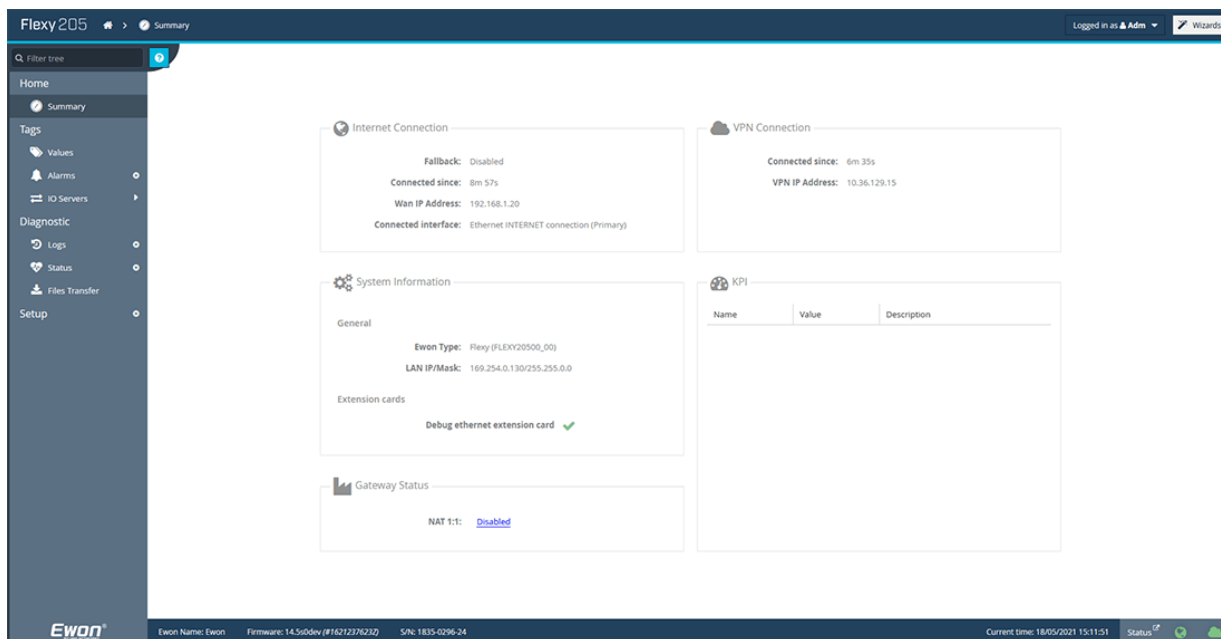 Flexy 205 > Summary
Logged in as Adm
Wizards
Filter tree
?
Home
Summary
Tags
Values
Alarms
IO Servers
Diagnostic
Logs
Status
Files Transfer
Setup
Internet Connection
Fallback: Disabled
Connected since: 8m 57s
Wan IP Address: 192.168.1.20
Connected interface: Ethernet INTERNET connection (Primary)
VPN Connection
Connected since: 6m 35s
VPN IP Address: 10.36.129.15
System Information
General
Ewon Type: Flexy (FLEXY20500_00)
LAN IP/Mask: 169.254.0.130/255.255.0.0
Extension cards
Debug ethernet extension card
KPI
Name Value Description
Gateway Status
NAT 1:1: Disabled
Ewon®
Ewon Name: Ewon Firmware: 14.5s0dev (#1621237623Z) S/N: 1835-0296-24
Current time: 18/05/2021 15:11:51 Status